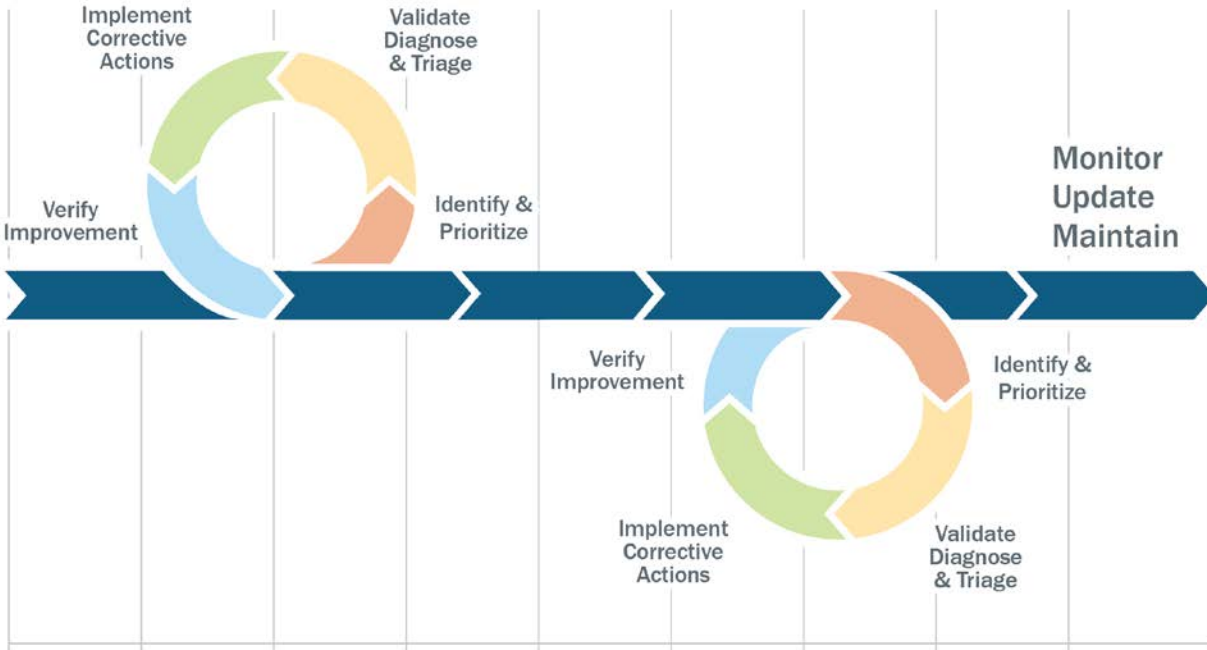 Implement
Corrective
Actions
Validate
Diagnose
& Triage
Verify
Improvement
Identify &
Prioritize
Monitor
Update
Maintain
Verify
Improvement
Identify &
Prioritize
Implement
Corrective
Actions
Validate
Diagnose
& Triage